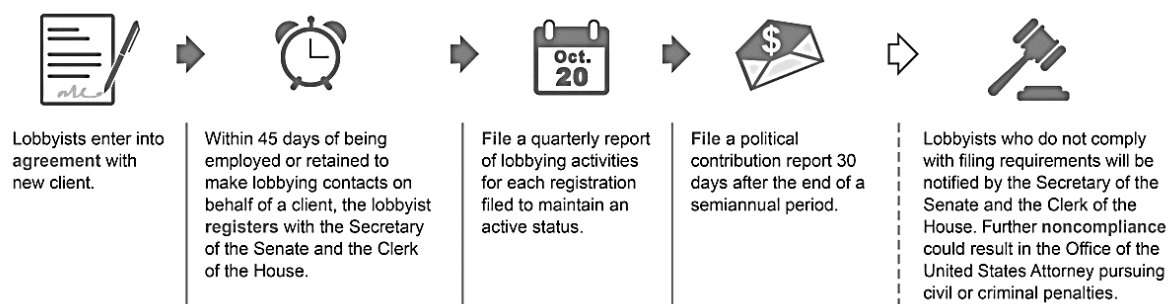 Oct.
20
$
Lobbyists enter into
agreement with
new client.
Within 45 days of being
employed or retained to
make lobbying contacts on
behalf of a client, the lobbyist
registers with the Secretary
of the Senate and the Clerk
of the House.
File a quarterly report
of lobbying activities
for each registration
filed to maintain an
active status.
File a political
contribution report 30
days after the end of a
semiannual period.
Lobbyists who do not comply
with filing requirements will be
notified by the Secretary of the
Senate and the Clerk of the
House. Further noncompliance
could result in the Office of the
United States Attorney pursuing
civil or criminal penalties.